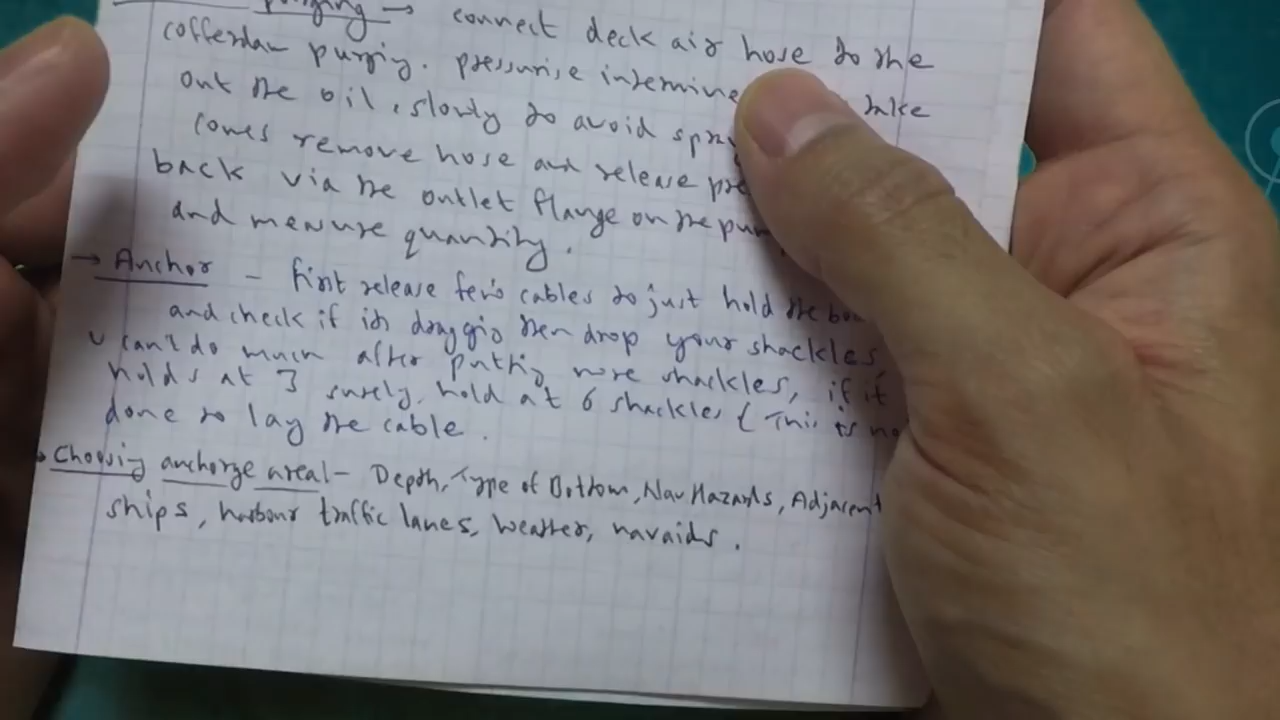 purging → connect deck air hose to the
cofferdam purging. pressurise take
out the oil, slowly to avoid
comes remove hose and release
back via the outlet flange on the
and measure quantity.
→ Anchor - first release few cables to just hold the
and check if its dragging then drop your shackles,
u can't do much after putting more shackles, if it
holds at 3 surely, hold at 6 shackles (This is
done to lay the cable.
Choosing anchorge area - Depth, Type of Bottom, Nav Hazards, Adjacent
ships, harbour traffic lanes, weather, navaids.